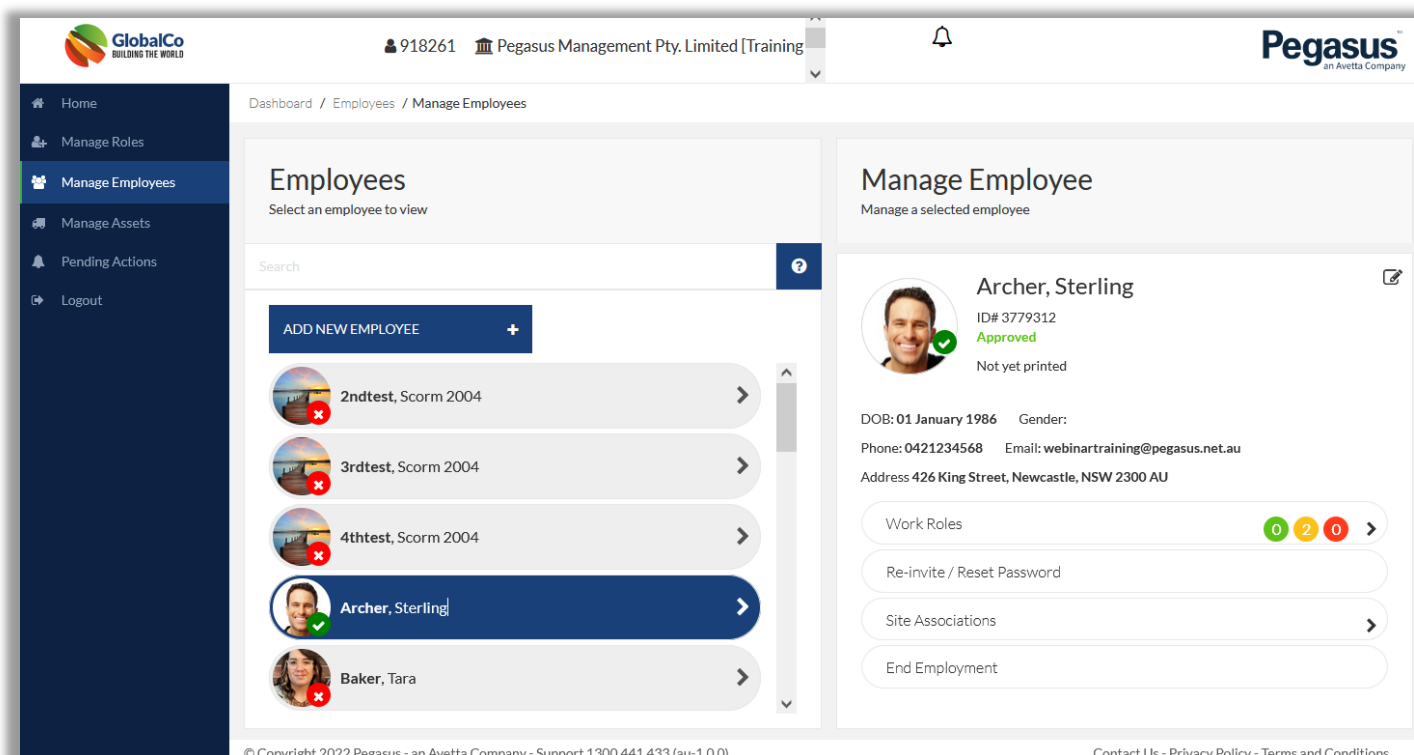 GlobalCo
BUILDING THE WORLD
918261 Pegasus Management Pty. Limited [Training
Pegasus
an Avetta Company
Home
Manage Roles
Manage Employees
Manage Assets
Pending Actions
Logout
Dashboard / Employees / Manage Employees
Employees
Select an employee to view
Search
ADD NEW EMPLOYEE +
2ndtest, Scorm 2004
3rdtest, Scorm 2004
4thtest, Scorm 2004
Archer, Sterling
Baker, Tara
Manage Employee
Manage a selected employee
Archer, Sterling
ID# 3779312
Approved
Not yet printed
DOB: 01 January 1986 Gender:
Phone: 0421234568 Email: webinartraining@pegasus.net.au
Address 426 King Street, Newcastle, NSW 2300 AU
Work Roles 0 2 0
Re-invite / Reset Password
Site Associations
End Employment
© Copyright 2022 Pegasus - an Avetta Company - Support 1300 441 433 (au-1.0.0)
Contact Us - Privacy Policy - Terms and Conditions